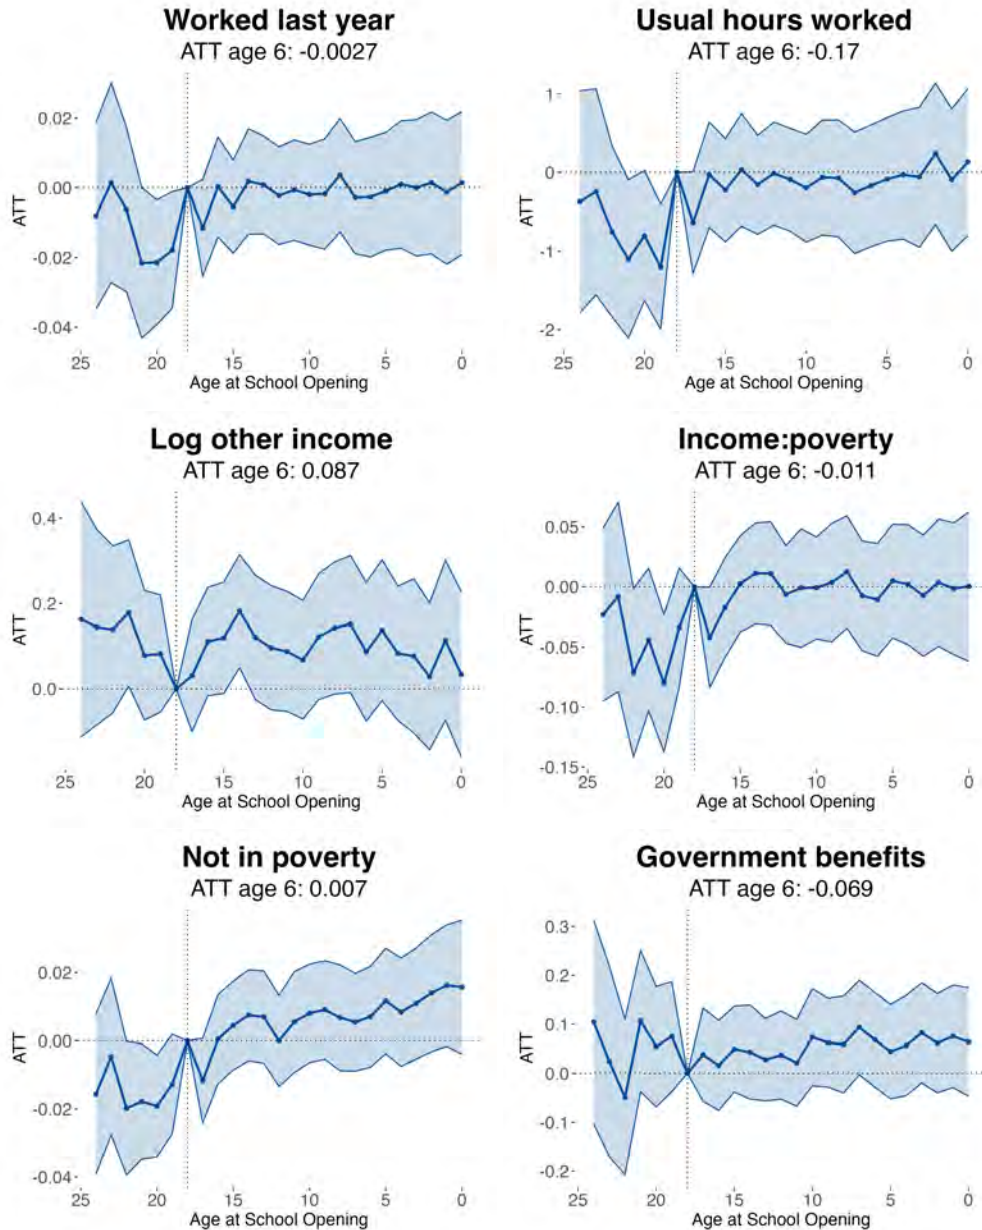 Worked last year
ATT age 6: -0.0027
ATT
0.02
0.00
-0.02
-0.04
25 20 15 10 5 0
Age at School Opening
Usual hours worked
ATT age 6: -0.17
ATT
1
0
-1
-2
25 20 15 10 5 0
Age at School Opening
Log other income
ATT age 6: 0.087
ATT
0.4
0.2
0.0
25 20 15 10 5 0
Age at School Opening
Income:poverty
ATT age 6: -0.011
ATT
0.05
0.00
-0.05
-0.10
-0.15
25 20 15 10 5 0
Age at School Opening
Not in poverty
ATT age 6: 0.007
ATT
0.02
0.00
-0.02
-0.04
25 20 15 10 5 0
Age at School Opening
Government benefits
ATT age 6: -0.069
ATT
0.3
0.2
0.1
0.0
-0.1
-0.2
25 20 15 10 5 0
Age at School Opening